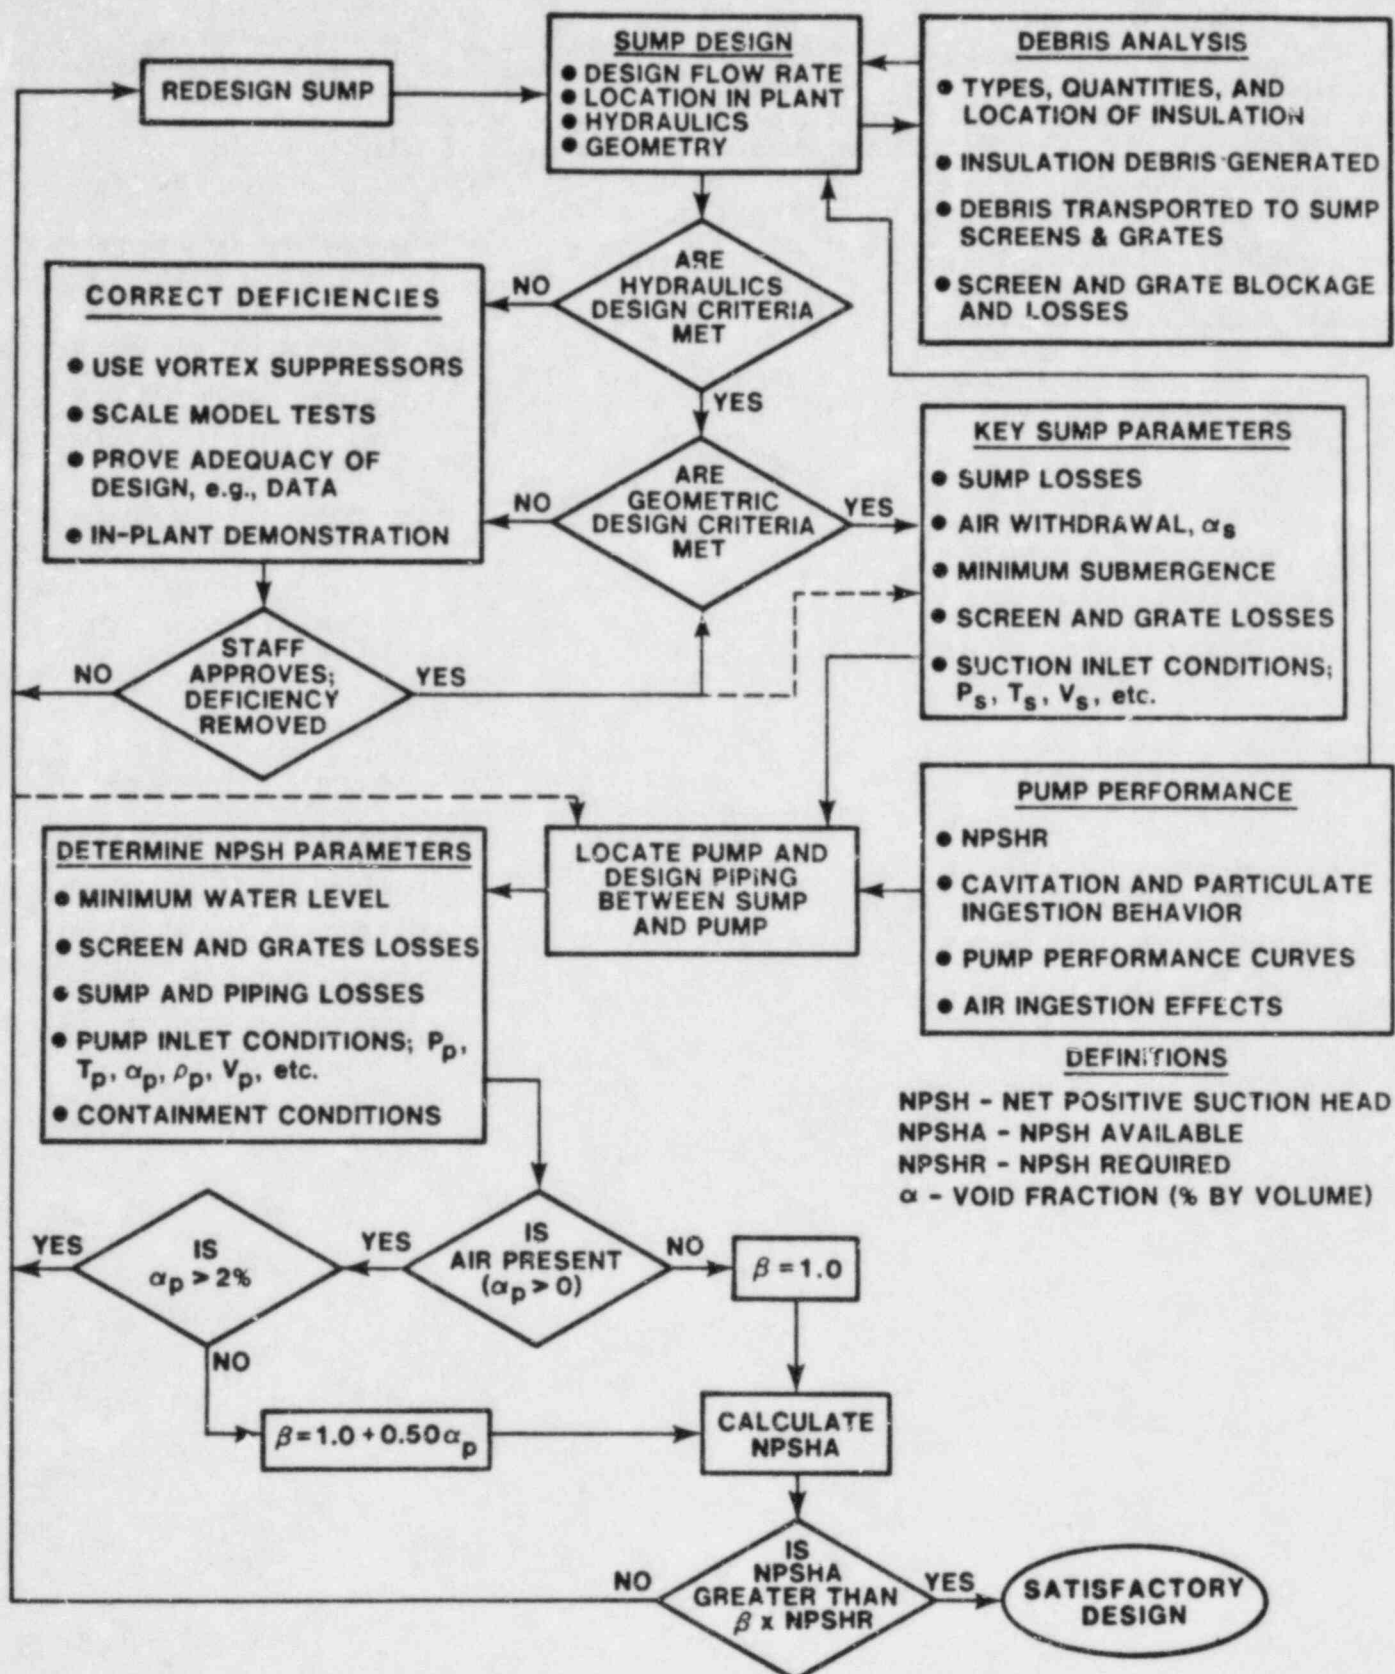 REDESIGN SUMP
SUMP DESIGN
● DESIGN FLOW RATE
● LOCATION IN PLANT
● HYDRAULICS
● GEOMETRY
DEBRIS ANALYSIS
● TYPES, QUANTITIES, AND
LOCATION OF INSULATION
● INSULATION DEBRIS GENERATED
● DEBRIS TRANSPORTED TO SUMP
SCREENS & GRATES
● SCREEN AND GRATE BLOCKAGE
AND LOSSES
ARE
HYDRAULICS
DESIGN CRITERIA
MET
NO
YES
CORRECT DEFICIENCIES
● USE VORTEX SUPPRESSORS
● SCALE MODEL TESTS
● PROVE ADEQUACY OF
DESIGN, e.g., DATA
● IN-PLANT DEMONSTRATION
ARE
GEOMETRIC
DESIGN CRITERIA
MET
NO
YES
KEY SUMP PARAMETERS
● SUMP LOSSES
● AIR WITHDRAWAL, αs
● MINIMUM SUBMERGENCE
● SCREEN AND GRATE LOSSES
● SUCTION INLET CONDITIONS;
Ps, Ts, Vs, etc.
STAFF
APPROVES;
DEFICIENCY
REMOVED
NO
YES
DETERMINE NPSH PARAMETERS
● MINIMUM WATER LEVEL
● SCREEN AND GRATES LOSSES
● SUMP AND PIPING LOSSES
● PUMP INLET CONDITIONS; Pp,
Tp, αp, ρp, Vp, etc.
● CONTAINMENT CONDITIONS
LOCATE PUMP AND
DESIGN PIPING
BETWEEN SUMP
AND PUMP
PUMP PERFORMANCE
● NPSHR
● CAVITATION AND PARTICULATE
INGESTION BEHAVIOR
● PUMP PERFORMANCE CURVES
● AIR INGESTION EFFECTS
DEFINITIONS
NPSH - NET POSITIVE SUCTION HEAD
NPSHA - NPSH AVAILABLE
NPSHR - NPSH REQUIRED
α - VOID FRACTION (% BY VOLUME)
YES
IS
αp > 2%
NO
YES
IS
AIR PRESENT
(αp > 0)
NO
β = 1.0
β = 1.0 + 0.50αp
CALCULATE
NPSHA
IS
NPSHA
GREATER THAN
β x NPSHR
NO
YES
SATISFACTORY
DESIGN